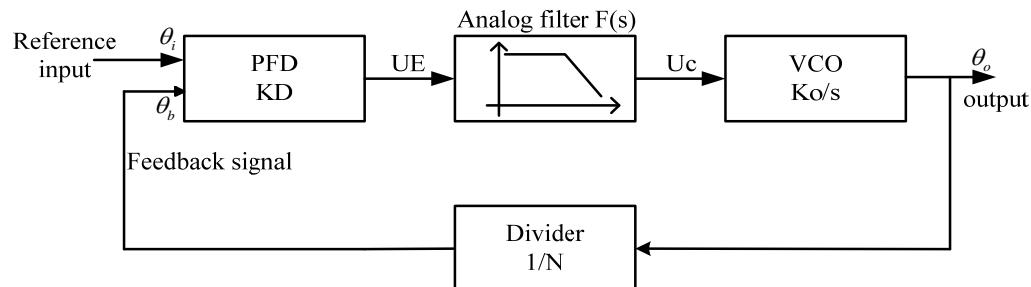 Analog filter F(s)
Reference
input
θi
θb
PFD
KD
UE
Uc
VCO
Ko/s
θo
output
Feedback signal
Divider
1/N